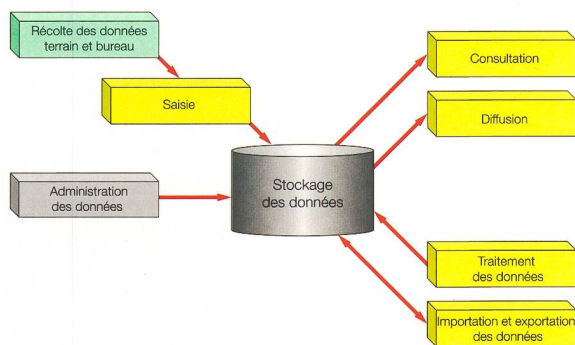 Récolte des données
terrain et bureau
Saisie
Administration
des données
Stockage
des données
Consultation
Diffusion
Traitement
des données
Importation et exportation
des données